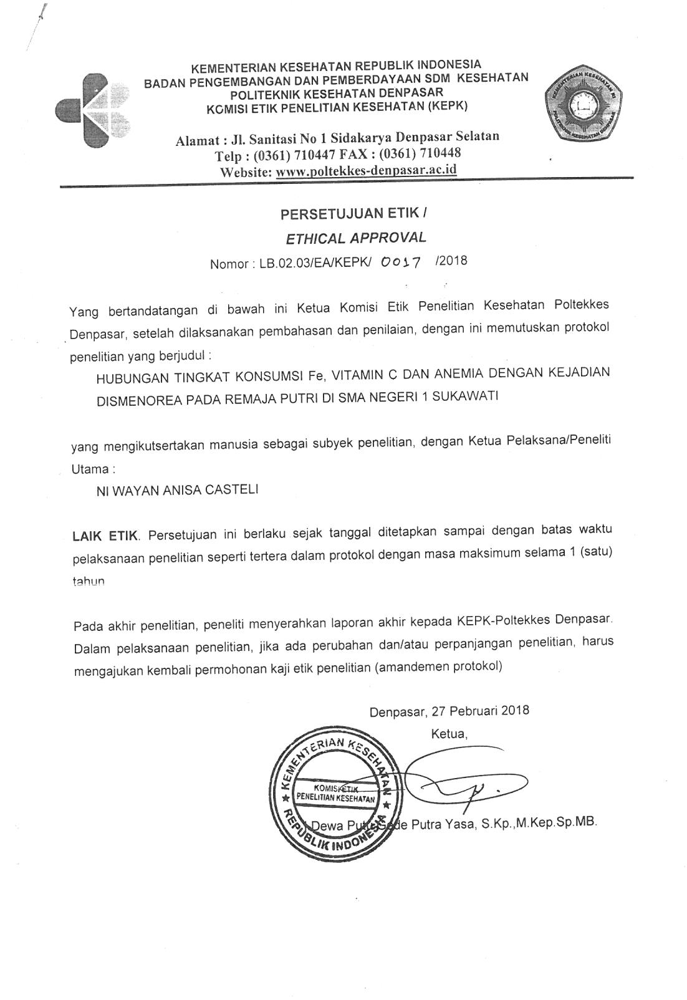 KEMENTERIAN KESEHATAN REPUBLIK INDONESIA
BADAN PENGEMBANGAN DAN PEMBERDAYAAN SDM KESEHATAN
POLITEKNIK KESEHATAN DENPASAR
KOMISI ETIK PENELITIAN KESEHATAN (KEPK)
KEMENTERIAN KESEHATAN RI
POLITEKNIK KESEHATAN DENPASAR
Alamat : Jl. Sanitasi No 1 Sidakarya Denpasar Selatan
Telp : (0361) 710447 FAX : (0361) 710448
Website: www.poltekkes-denpasar.ac.id
PERSETUJUAN ETIK /
ETHICAL APPROVAL
Nomor : LB.02.03/EA/KEPK/ 0017 /2018
Yang bertandatangan di bawah ini Ketua Komisi Etik Penelitian Kesehatan Poltekkes
Denpasar, setelah dilaksanakan pembahasan dan penilaian, dengan ini memutuskan protokol
penelitian yang berjudul :
HUBUNGAN TINGKAT KONSUMSI Fe, VITAMIN C DAN ANEMIA DENGAN KEJADIAN
DISMENOREA PADA REMAJA PUTRI DI SMA NEGERI 1 SUKAWATI
yang mengikutsertakan manusia sebagai subyek penelitian, dengan Ketua Pelaksana/Peneliti
Utama :
NI WAYAN ANISA CASTELI
LAIK ETIK. Persetujuan ini berlaku sejak tanggal ditetapkan sampai dengan batas waktu
pelaksanaan penelitian seperti tertera dalam protokol dengan masa maksimum selama 1 (satu)
tahun
Pada akhir penelitian, peneliti menyerahkan laporan akhir kepada KEPK-Poltekkes Denpasar.
Dalam pelaksanaan penelitian, jika ada perubahan dan/atau perpanjangan penelitian, harus
mengajukan kembali permohonan kaji etik penelitian (amandemen protokol)
Denpasar, 27 Pebruari 2018
Ketua,
KEMENTERIAN KESEHATAN
KOMISI ETIK
PENELITIAN KESEHATAN
REPUBLIK INDONESIA
Dewa Putu Gede Putra Yasa, S.Kp.,M.Kep.Sp.MB.